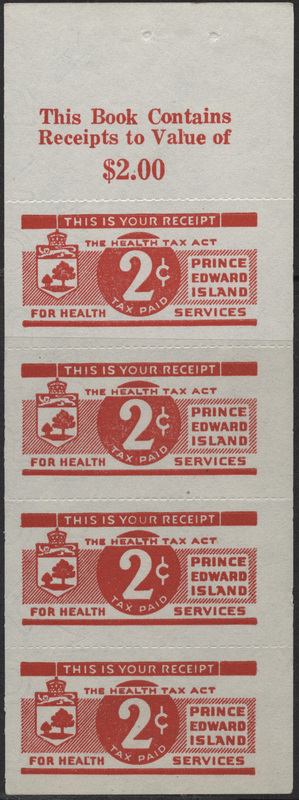 This Book Contains
Receipts to Value of
$2.00
THIS IS YOUR RECEIPT
THE HEALTH TAX ACT
2¢
TAX PAID
PRINCE
EDWARD
ISLAND
FOR HEALTH SERVICES
THIS IS YOUR RECEIPT
THE HEALTH TAX ACT
2¢
TAX PAID
PRINCE
EDWARD
ISLAND
FOR HEALTH SERVICES
THIS IS YOUR RECEIPT
THE HEALTH TAX ACT
2¢
TAX PAID
PRINCE
EDWARD
ISLAND
FOR HEALTH SERVICES
THIS IS YOUR RECEIPT
THE HEALTH TAX ACT
2¢
TAX PAID
PRINCE
EDWARD
ISLAND
FOR HEALTH SERVICES